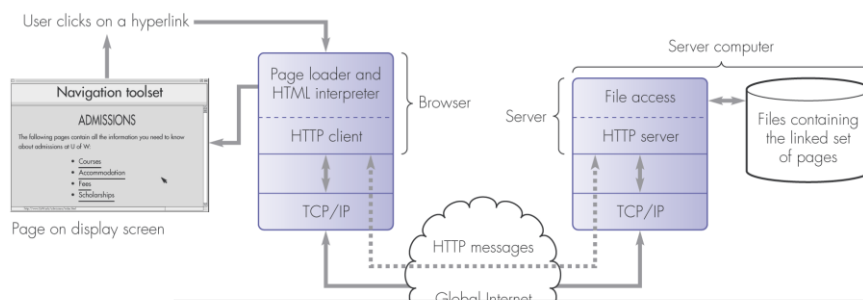 User clicks on a hyperlink
Navigation toolset
ADMISSIONS
The following pages contain all the information you need to know
about admissions at U of W:
• Courses
• Accommodation
• Fees
• Scholarships
Page on display screen
Page loader and
HTML interpreter
HTTP client
TCP/IP
Browser
HTTP messages
Global Internet
Server computer
Server
File access
HTTP server
TCP/IP
Files containing
the linked set
of pages